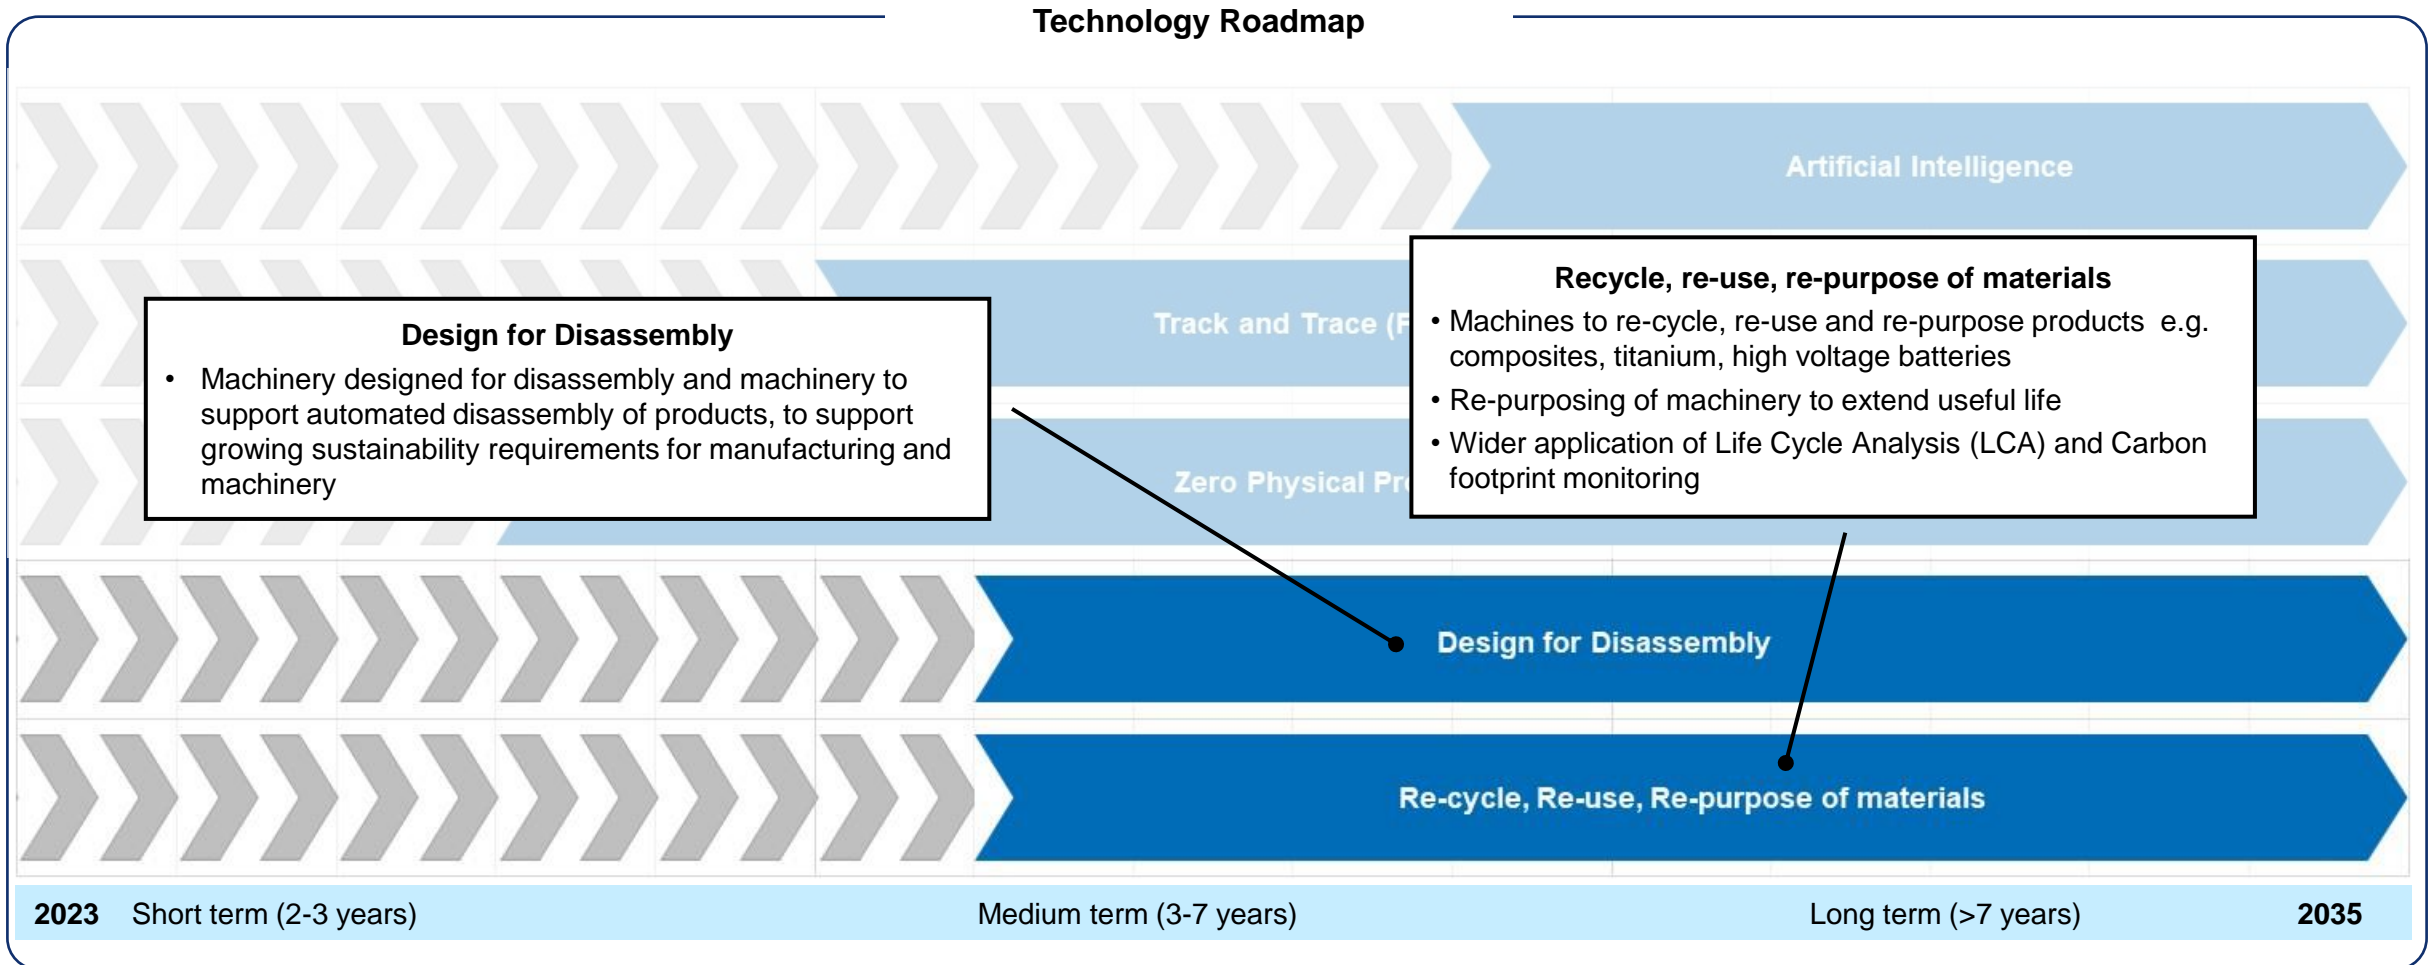 Technology Roadmap
Artificial Intelligence
Track and Trace
Zero Physical
Design for Disassembly
• Machinery designed for disassembly and machinery to
support automated disassembly of products, to support
growing sustainability requirements for manufacturing and
machinery
Recycle, re-use, re-purpose of materials
• Machines to re-cycle, re-use and re-purpose products e.g.
composites, titanium, high voltage batteries
• Re-purposing of machinery to extend useful life
• Wider application of Life Cycle Analysis (LCA) and Carbon
footprint monitoring
Design for Disassembly
Re-cycle, Re-use, Re-purpose of materials
2023 Short term (2-3 years) Medium term (3-7 years) Long term (>7 years) 2035